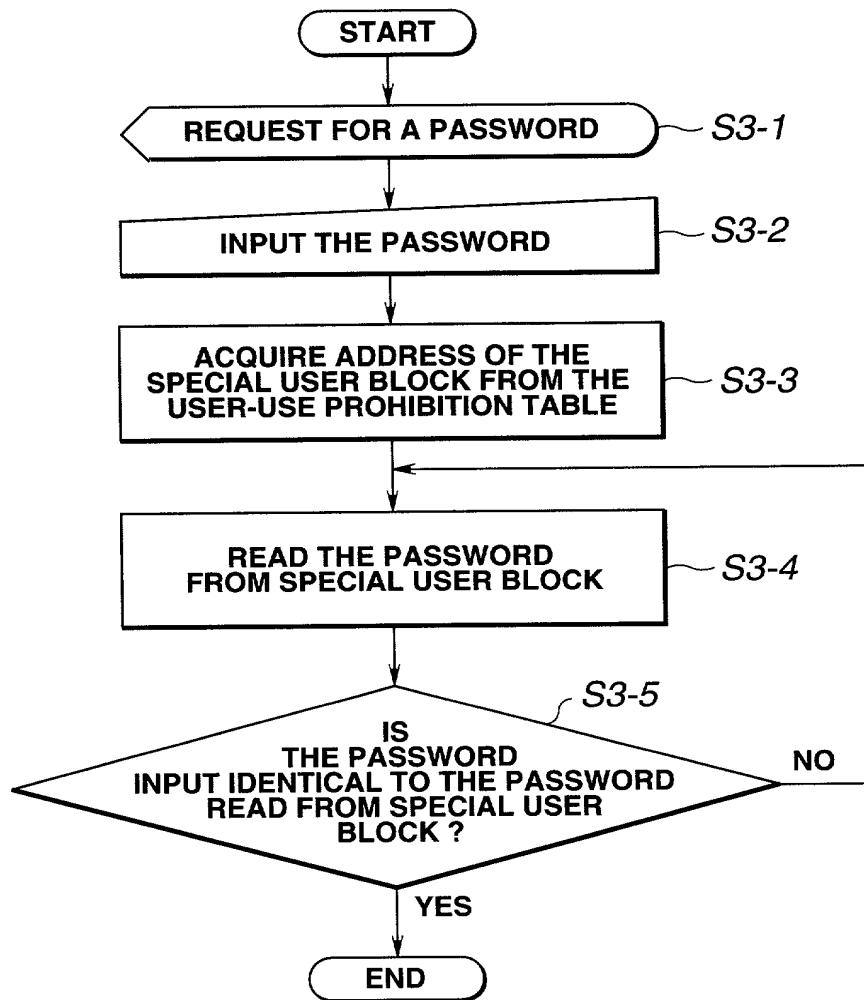 START
REQUEST FOR A PASSWORD
S3-1
INPUT THE PASSWORD
S3-2
ACQUIRE ADDRESS OF THE
SPECIAL USER BLOCK FROM THE
USER-USE PROHIBITION TABLE
S3-3
READ THE PASSWORD
FROM SPECIAL USER BLOCK
S3-4
S3-5
IS
THE PASSWORD
INPUT IDENTICAL TO THE PASSWORD
READ FROM SPECIAL USER
BLOCK ?
NO
YES
END